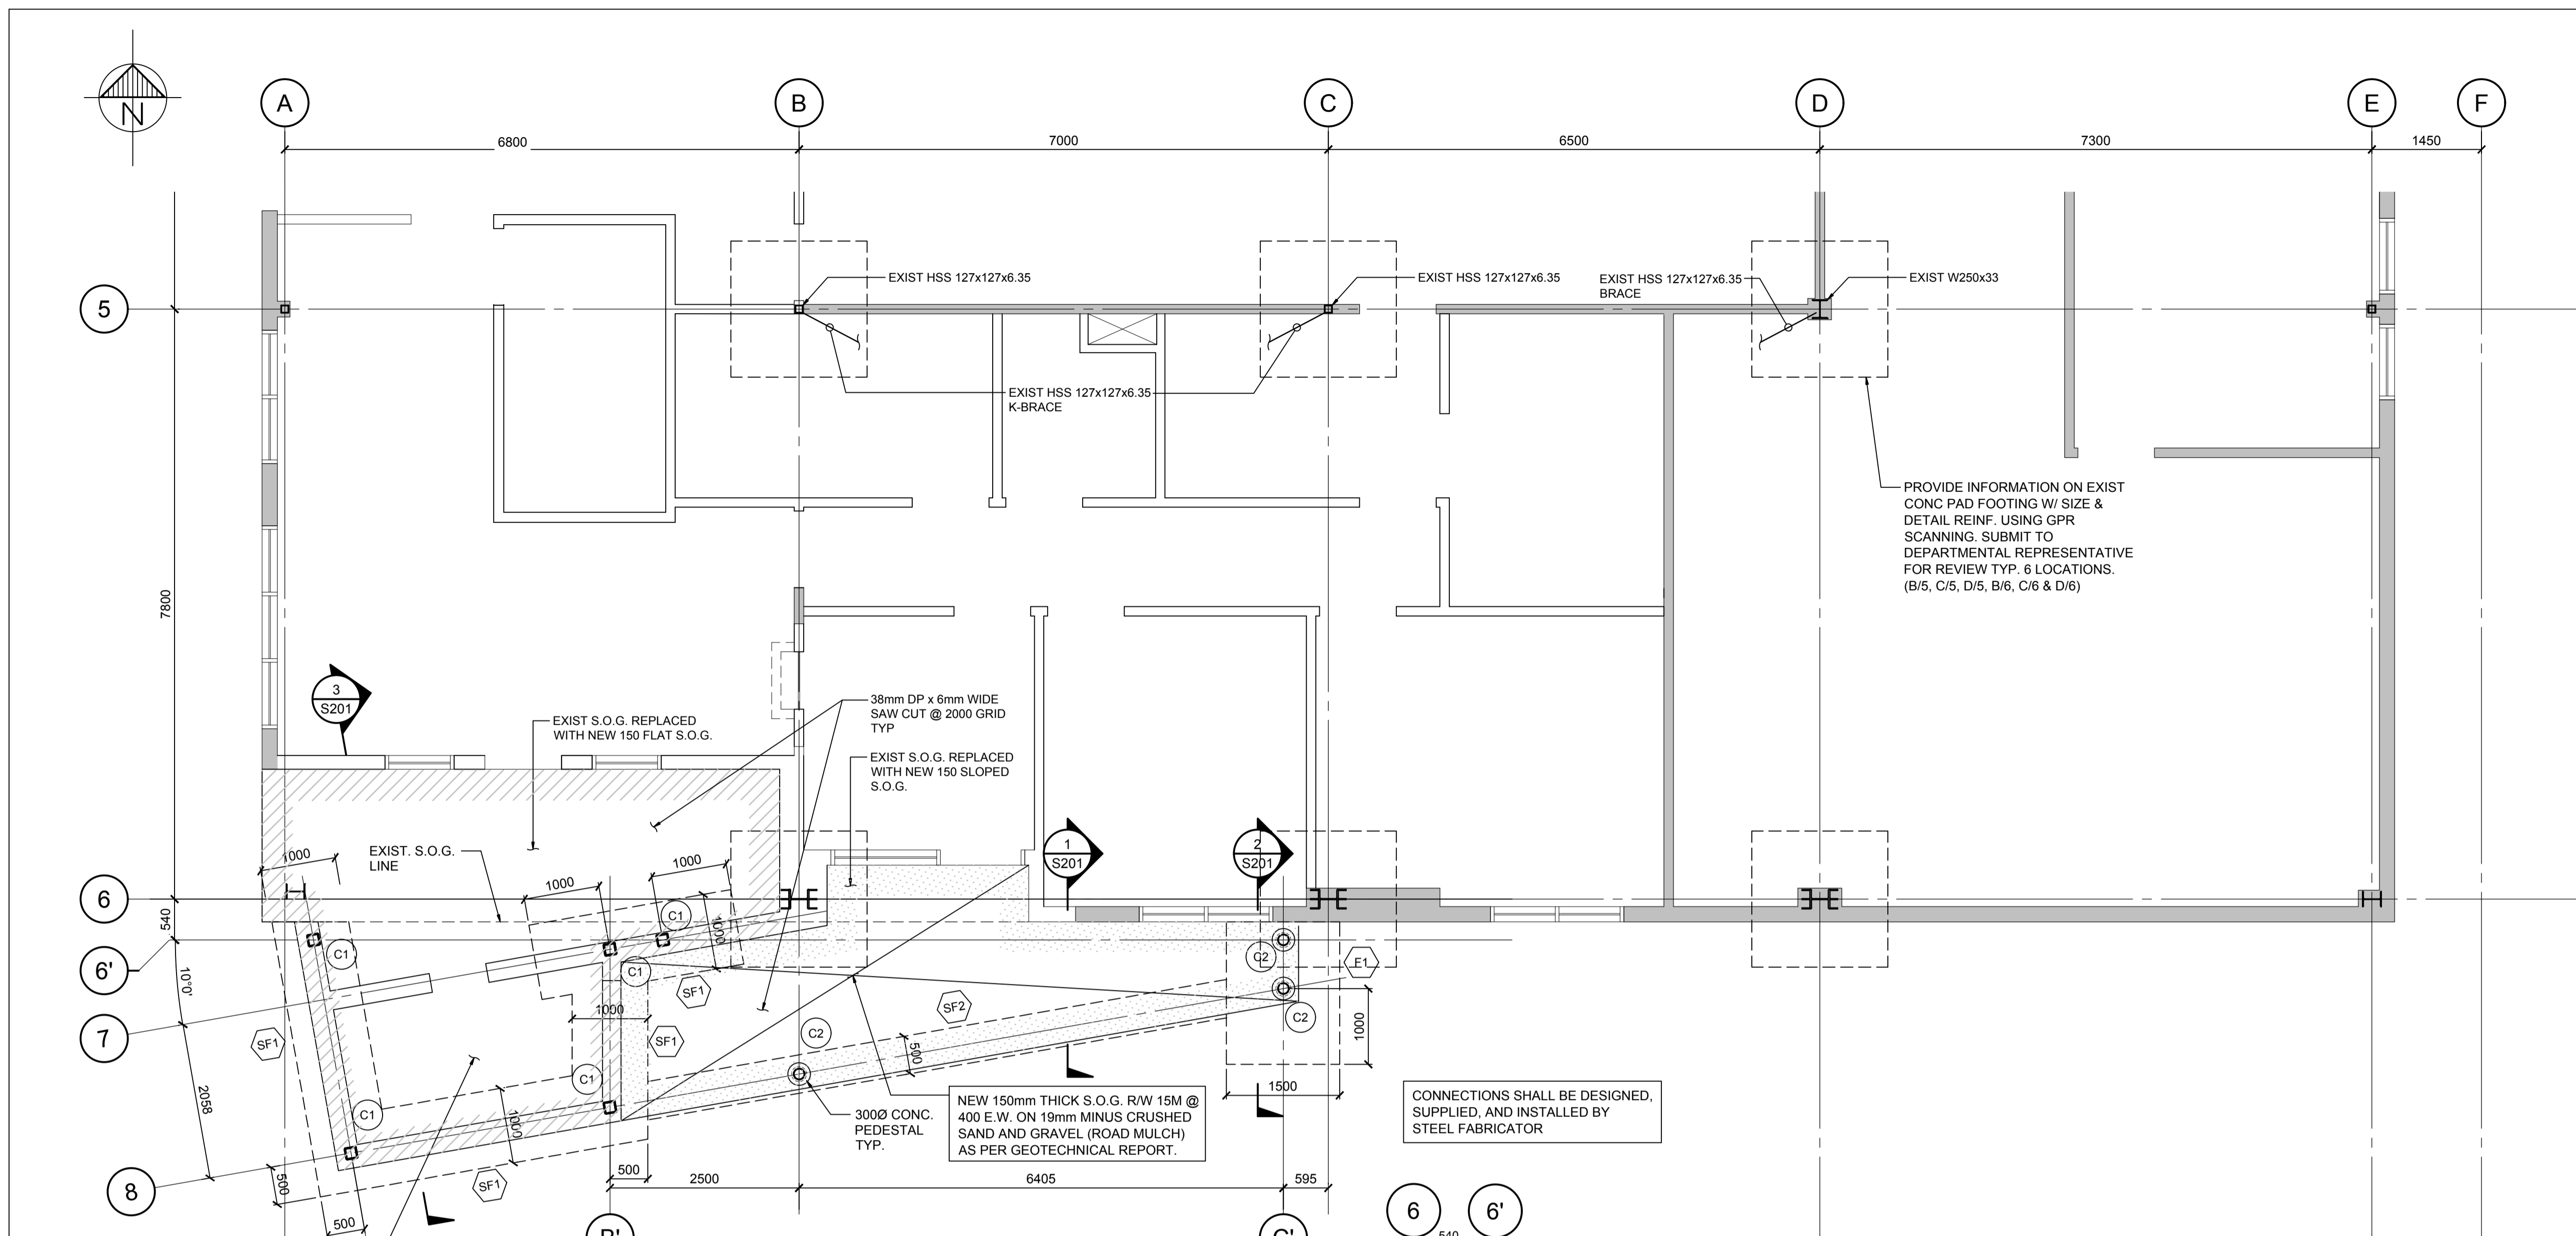 N
A
B
C
D
E
F
6800
7000
6500
7300
1450
5
EXIST HSS 127x127x6.35
EXIST HSS 127x127x6.35
EXIST HSS 127x127x6.35
BRACE
EXIST W250x33
EXIST HSS 127x127x6.35
K-BRACE
PROVIDE INFORMATION ON EXIST
CONC PAD FOOTING W/ SIZE &
DETAIL REINF. USING GPR
SCANNING. SUBMIT TO
DEPARTMENTAL REPRESENTATIVE
FOR REVIEW TYP. 6 LOCATIONS.
(B/5, C/5, D/5, B/6, C/6 & D/6)
7800
3
S201
EXIST S.O.G. REPLACED
WITH NEW 150 FLAT S.O.G.
38mm DP x 6mm WIDE
SAW CUT @ 2000 GRID
TYP
EXIST S.O.G. REPLACED
WITH NEW 150 SLOPED
S.O.G.
1
S201
2
S201
1000
EXIST. S.O.G.
LINE
1000
1000
6
540
C1
1000
C1
C1
C2
F1
6'
10°0'
SF1
SF2
1000
C2
C2
1000
7
SF1
SF1
500
2058
C1
C1
1000
300Ø CONC.
PEDESTAL
TYP.
NEW 150mm THICK S.O.G. R/W 15M @
400 E.W. ON 19mm MINUS CRUSHED
SAND AND GRAVEL (ROAD MULCH)
AS PER GEOTECHNICAL REPORT.
1500
CONNECTIONS SHALL BE DESIGNED,
SUPPLIED, AND INSTALLED BY
STEEL FABRICATOR
8
500
SF1
500
2500
6405
595
500
B'
C'
6
6'
540